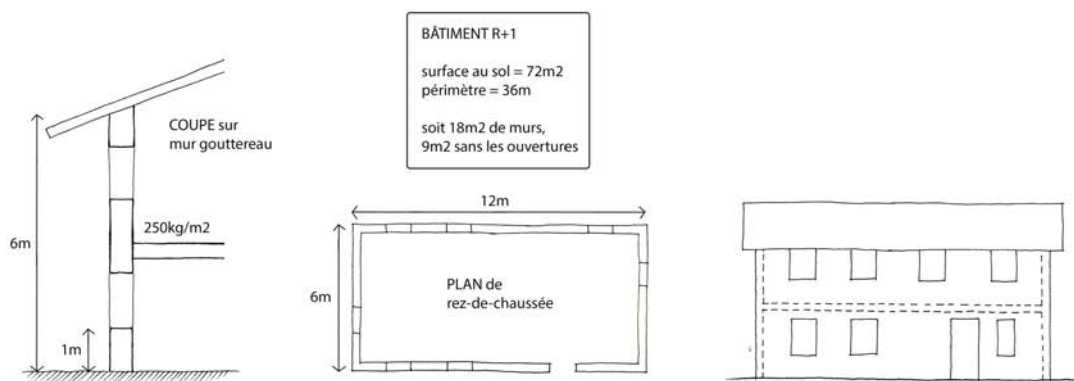 BÂTIMENT R+1
surface au sol = 72m2
périmètre = 36m
soit 18m2 de murs,
9m2 sans les ouvertures
COUPE sur
mur gouttereau
250kg/m2
6m
1m
12m
6m
PLAN de
rez-de-chaussée